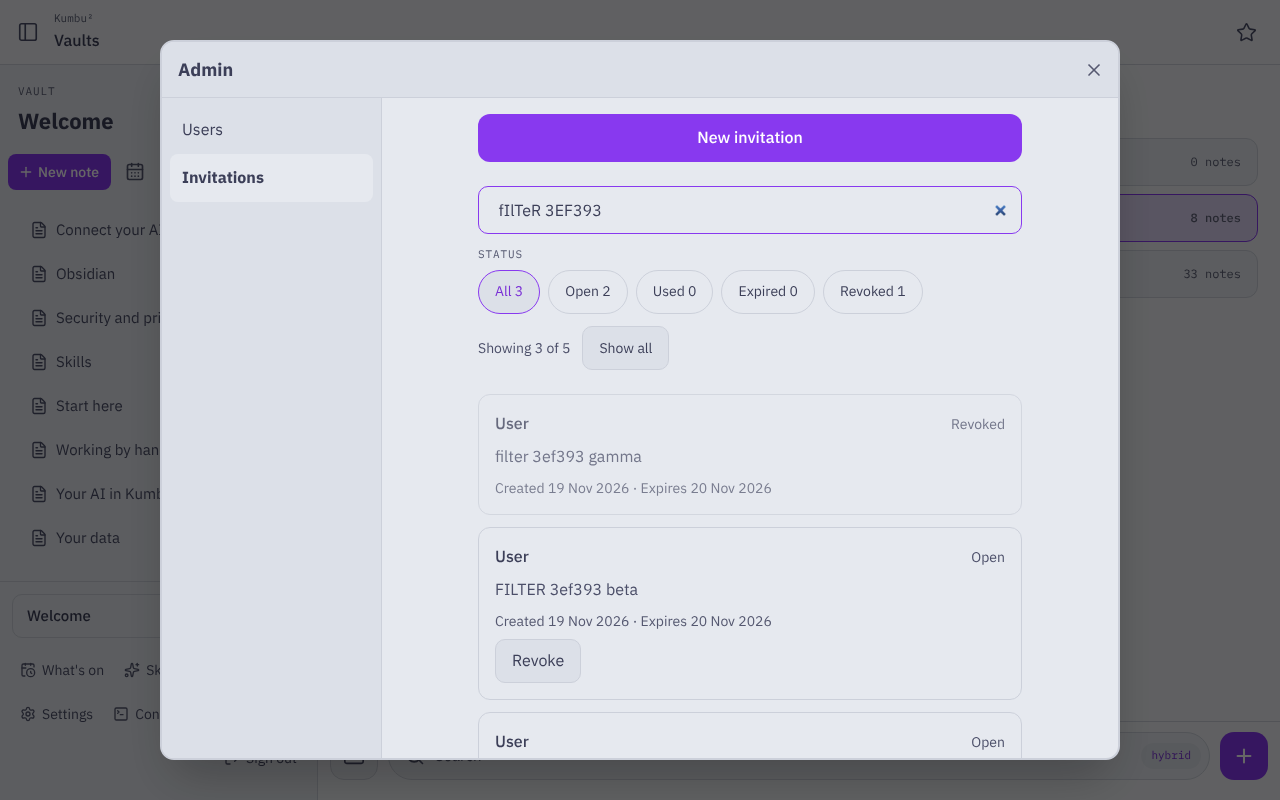 Kumbu²
Vaults
VAULT
Welcome
+ New note
Connect your A
Obsidian
Security and pri
Skills
Start here
Working by han
Your AI in Kumb
Your data
Welcome
What's on
Sk
Settings
Con
Sign out
0 notes
8 notes
33 notes
hybrid
Admin
Users
Invitations
New invitation
fIlTeR 3EF393
STATUS
All 3
Open 2
Used 0
Expired 0
Revoked 1
Showing 3 of 5
Show all
User
Revoked
filter 3ef393 gamma
Created 19 Nov 2026 · Expires 20 Nov 2026
User
Open
FILTER 3ef393 beta
Created 19 Nov 2026 · Expires 20 Nov 2026
Revoke
User
Open